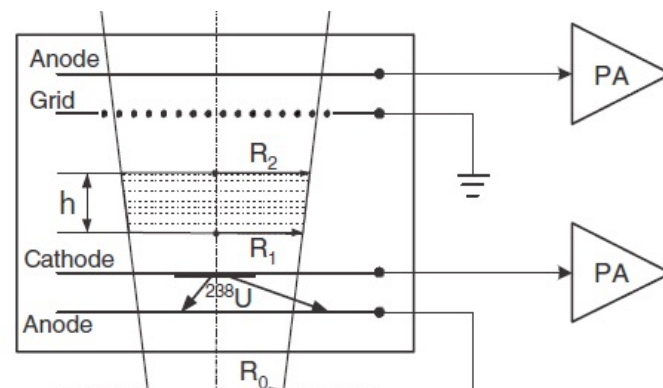 Anode
PA
Grid
R2
h
R1
Cathode
PA
238U
Anode
R0